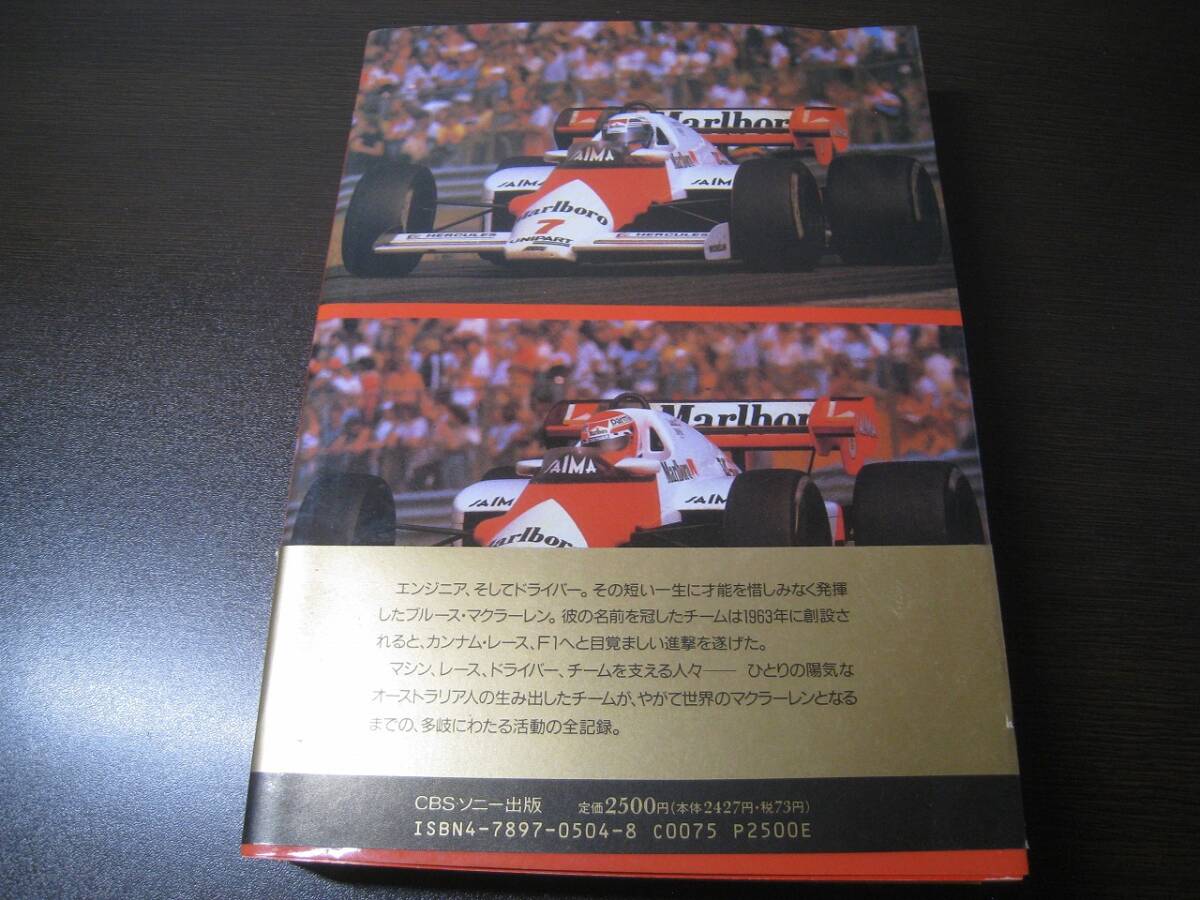 Marlboro
SAIMA
SAIMA
SAIMA
Marlboro
Marlboro
7
HERCULES
HERCULES
UNIPART
Marlboro
SAIMA
Marlboro
SAIMA
SAIMA
Marlboro
エンジニア、そしてドライバー。その短い一生に才能を惜しみなく発揮
したブルース・マクラーレン。彼の名前を冠したチームは1963年に創設さ
れると、カンナム・レース、F1へと目覚ましい進撃を遂げた。
マシン、レース、ドライバー、チームを支える人々── ひとりの陽気な
オーストラリア人の生み出したチームが、やがて世界のマクラーレンとなる
までの、多岐にわたる活動の全記録。
CBS・ソニー出版 定価2500円(本体2427円・税73円)
ISBN4-7897-0504-8 C0075 P2500E